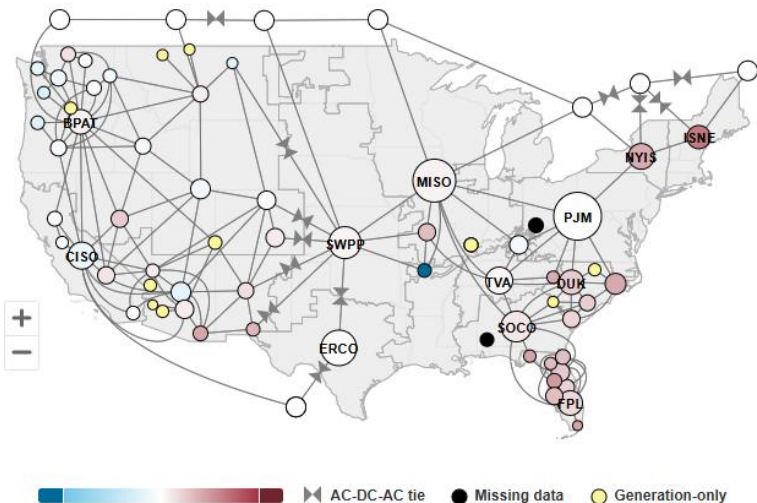 BPAT
ISNE
NYIS
MISO
PJM
SWPP
CISO
TVA
DUK
SOCO
ERCO
FPL
+
−
AC-DC-AC tie Missing data Generation-only